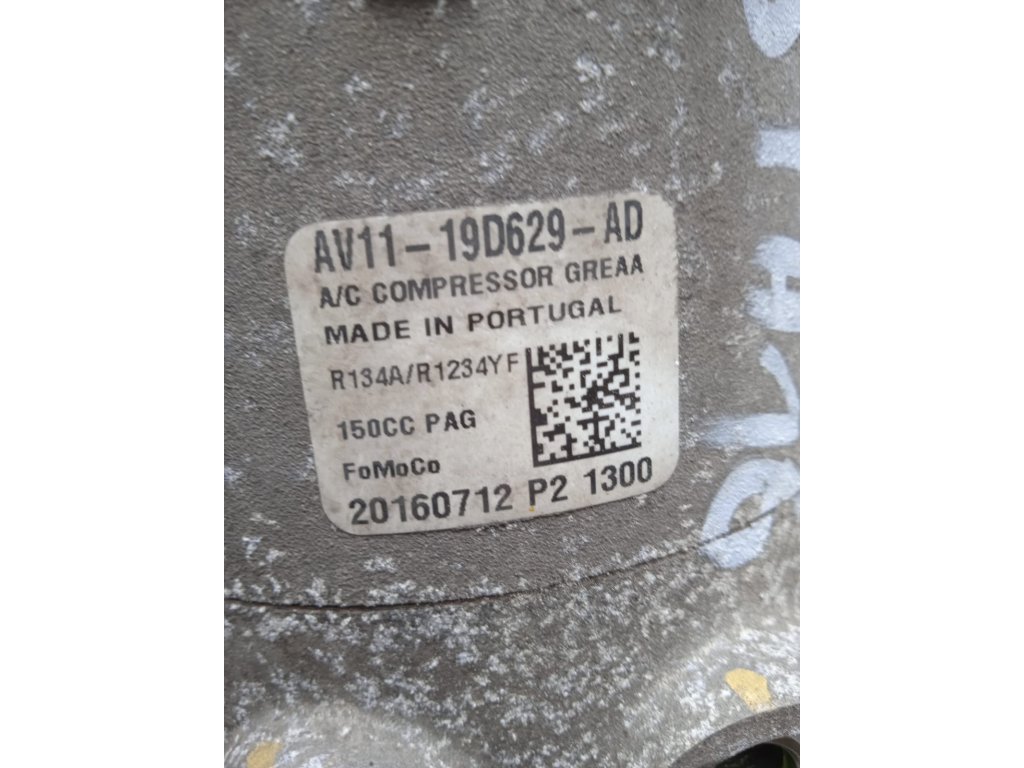 AV11-19D629-AD
A/C COMPRESSOR GREAA
MADE IN PORTUGAL
R134A/R1234YF
150CC PAG
FoMoCo
20160712 P2 1300